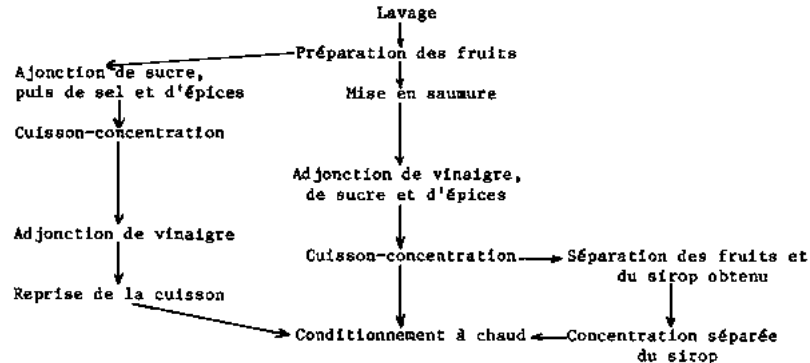 Lavage
Préparation des fruits
Ajonction de sucre,
puis de sel et d'épices
Mise en saumure
Cuisson-concentration
Adjonction de vinaigre,
de sucre et d'épices
Adjonction de vinaigre
Cuisson-concentration
Séparation des fruits et
du sirop obtenu
Reprise de la cuisson
Conditionnement à chaud
Concentration séparée
du sirop